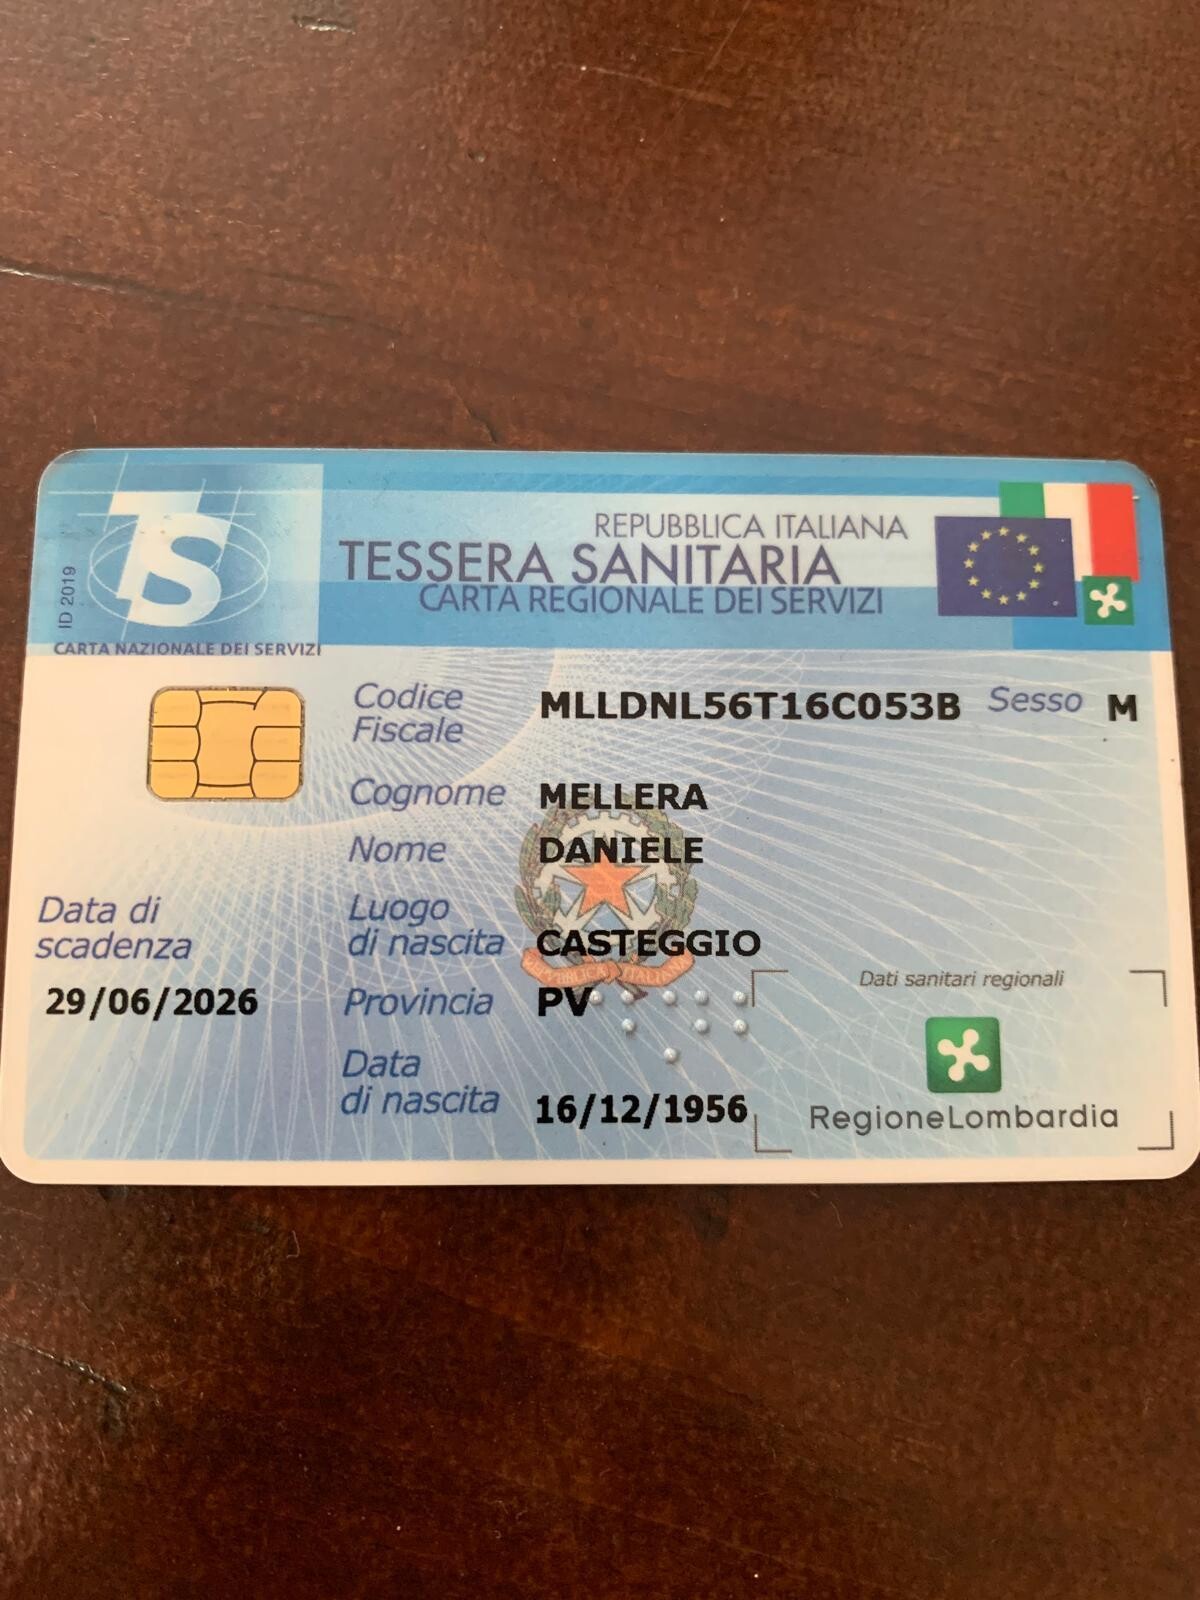 REPUBBLICA ITALIANA
TESSERA SANITARIA
CARTA REGIONALE DEI SERVIZI
TS
ID 2019
CARTA NAZIONALE DEI SERVIZI
Codice Fiscale MLLDNL56T16C053B Sesso M
Cognome MELLERA
Nome DANIELE
Luogo di nascita CASTEGGIO
Provincia PV
Data di nascita 16/12/1956
Data di scadenza
29/06/2026
REPUBBLICA ITALIANA
Dati sanitari regionali
RegioneLombardia